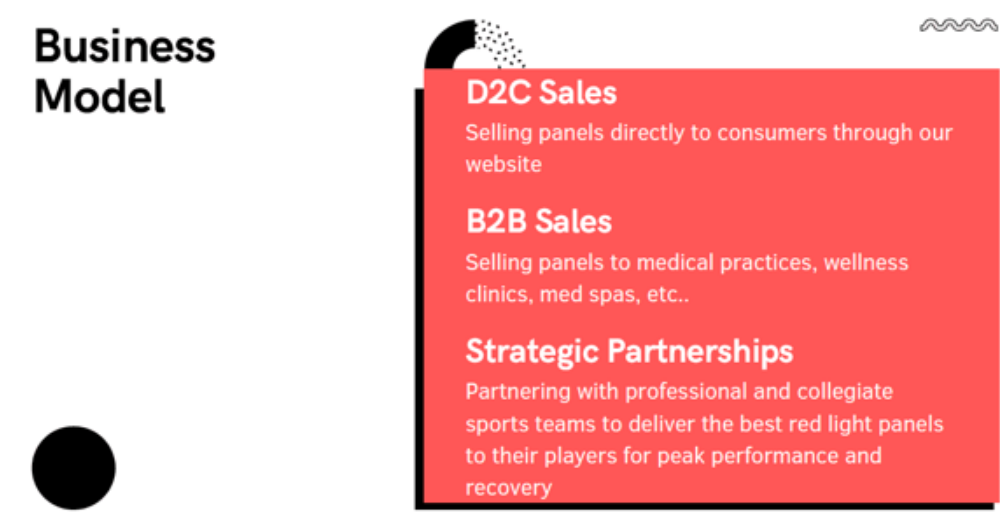 Business
Model
D2C Sales
Selling panels directly to consumers through our
website
B2B Sales
Selling panels to medical practices, wellness
clinics, med spas, etc..
Strategic Partnerships
Partnering with professional and collegiate
sports teams to deliver the best red light panels
to their players for peak performance and
recovery